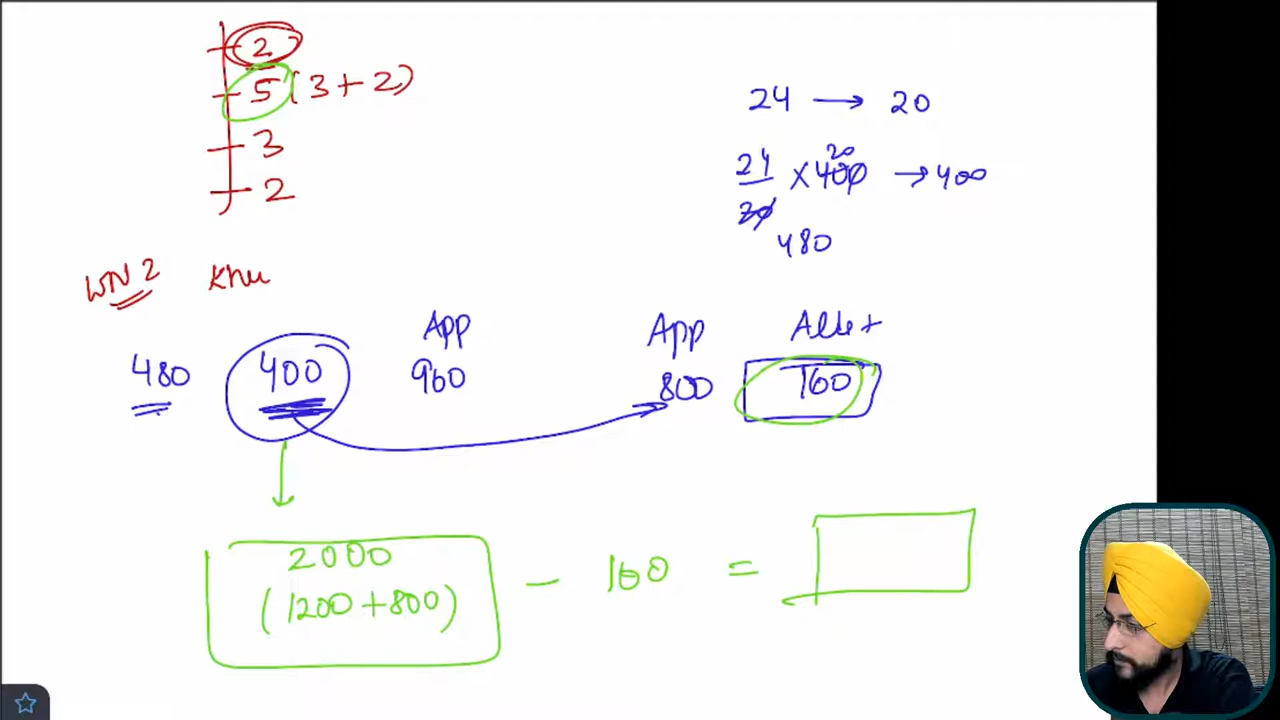 2
5 (3+2)
3
2
24 → 20
24/20 × 400 20 → 400
480
WN 2 Khu
App App Allot
480 400 960 800 160
2000 - 160 =
(1200+800)